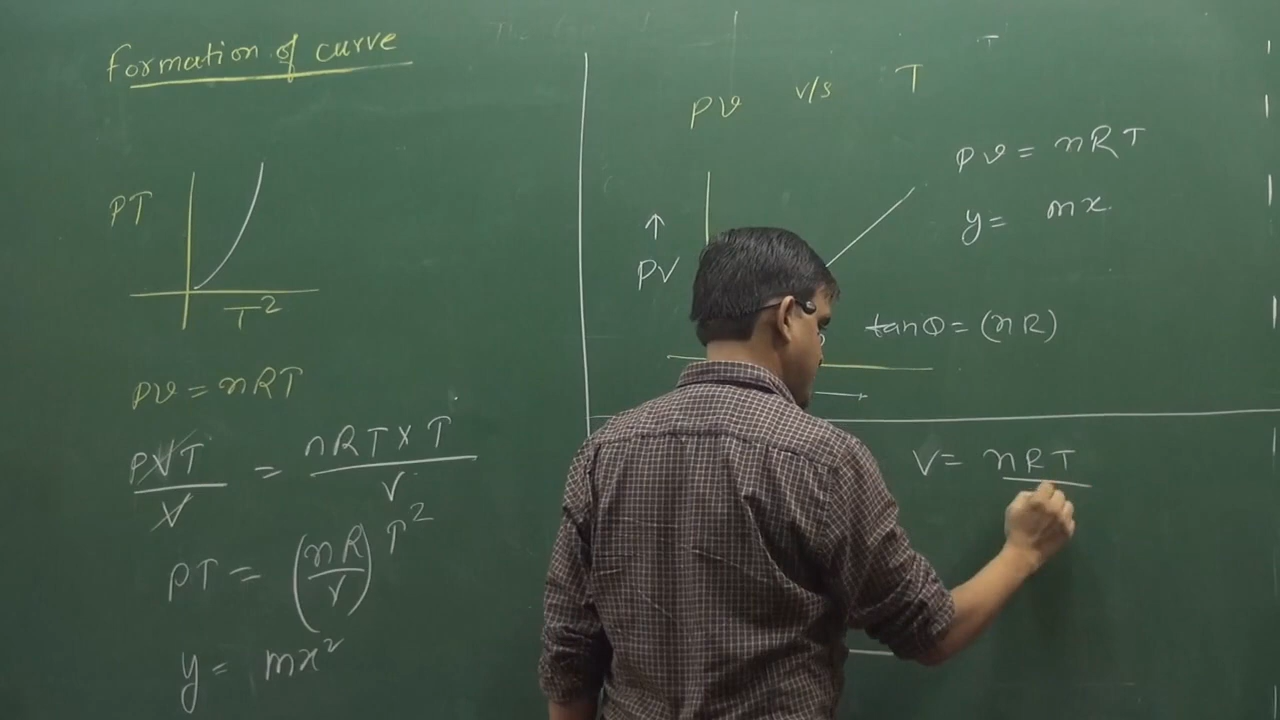 Formation of curve
PT
T²
PV = nRT
PVT/V = nRT × T/V
PT = (nR/V) T²
y = mx²
PV v/s T
PV = nRT
y = mx
↑
PV
tanθ = (nR)
V = nRT